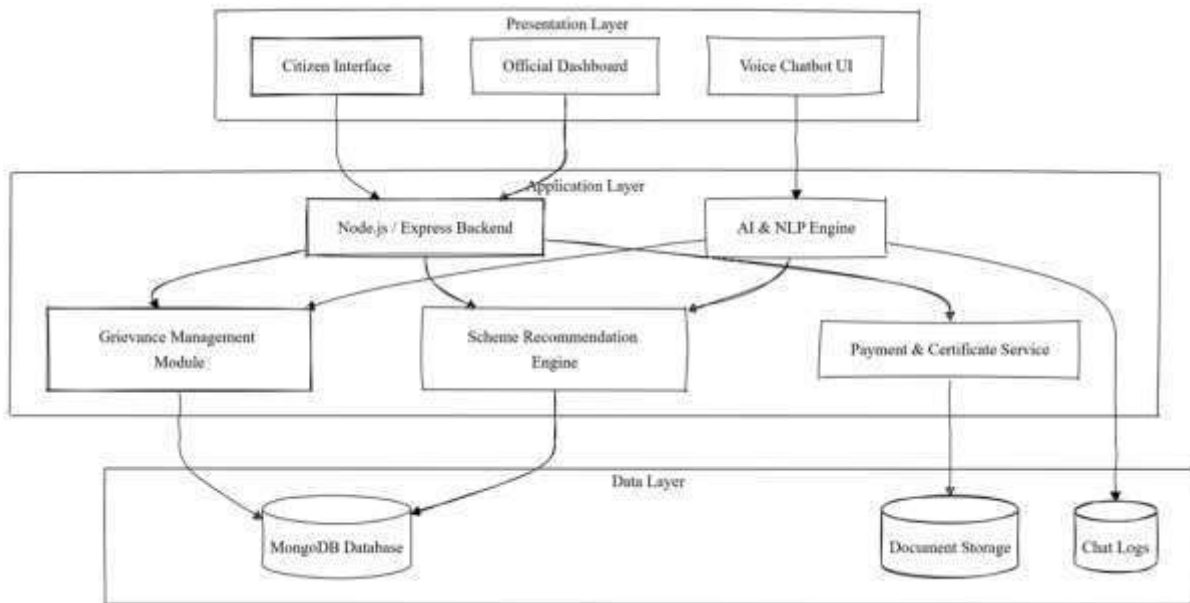 Presentation Layer
Citizen Interface
Official Dashboard
Voice Chatbot UI
Application Layer
Node.js / Express Backend
AI & NLP Engine
Grievance Management
Module
Scheme Recommendation
Engine
Payment & Certificate Service
Data Layer
MongoDB Database
Document Storage
Chat Logs